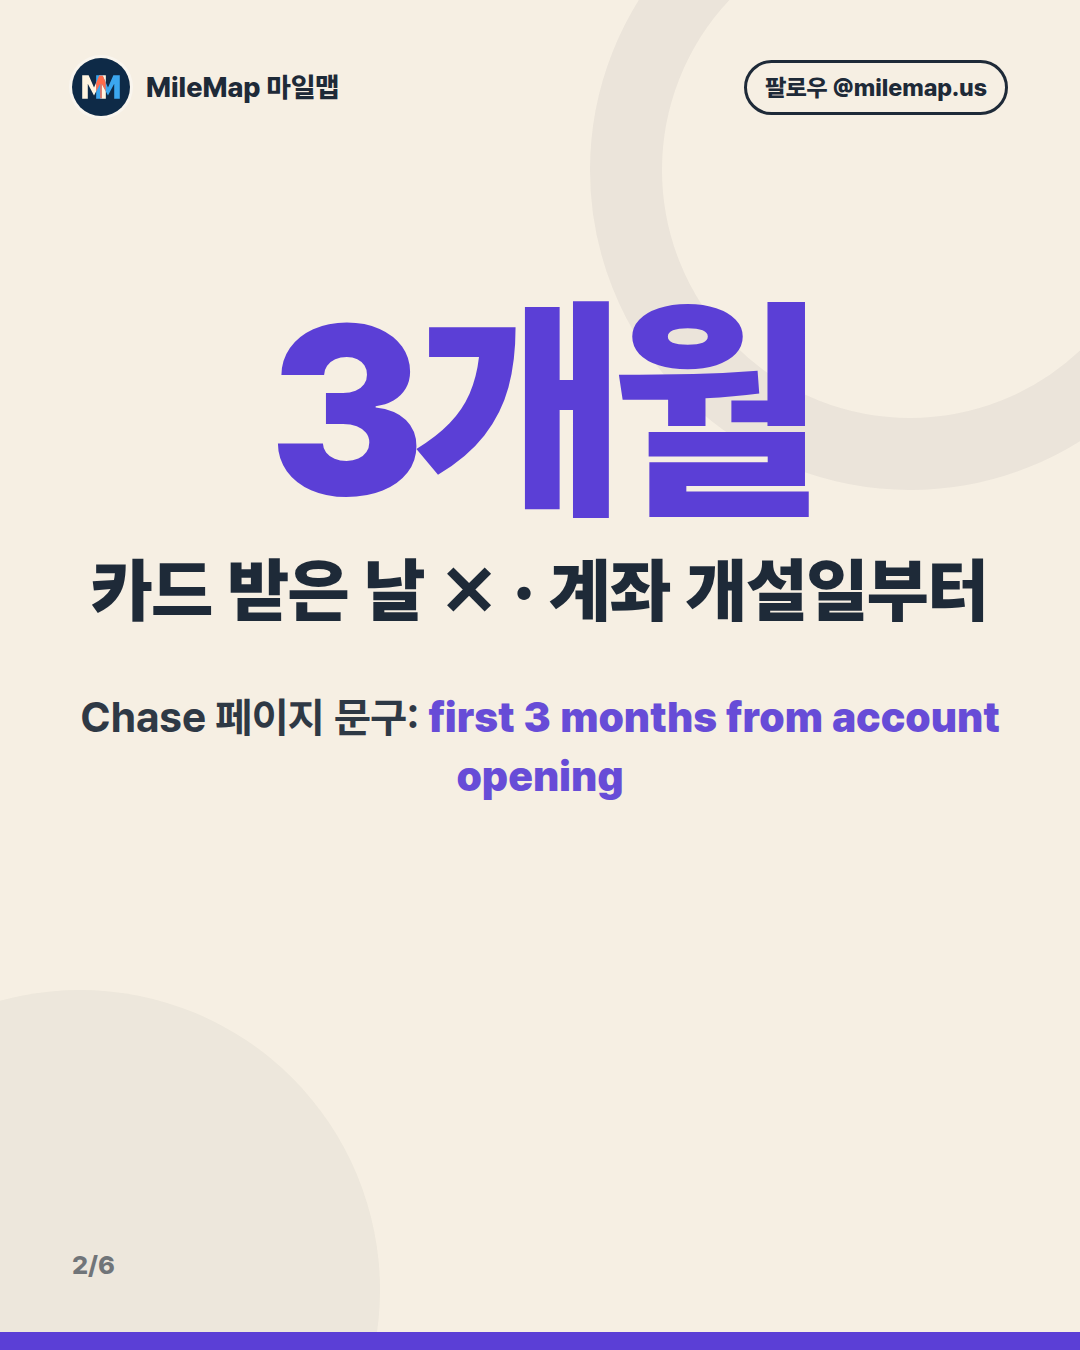 MM
MileMap 마일맵
팔로우 @milemap.us
3개월
카드 받은 날 × · 계좌 개설일부터
Chase 페이지 문구: first 3 months from account
opening
2/6